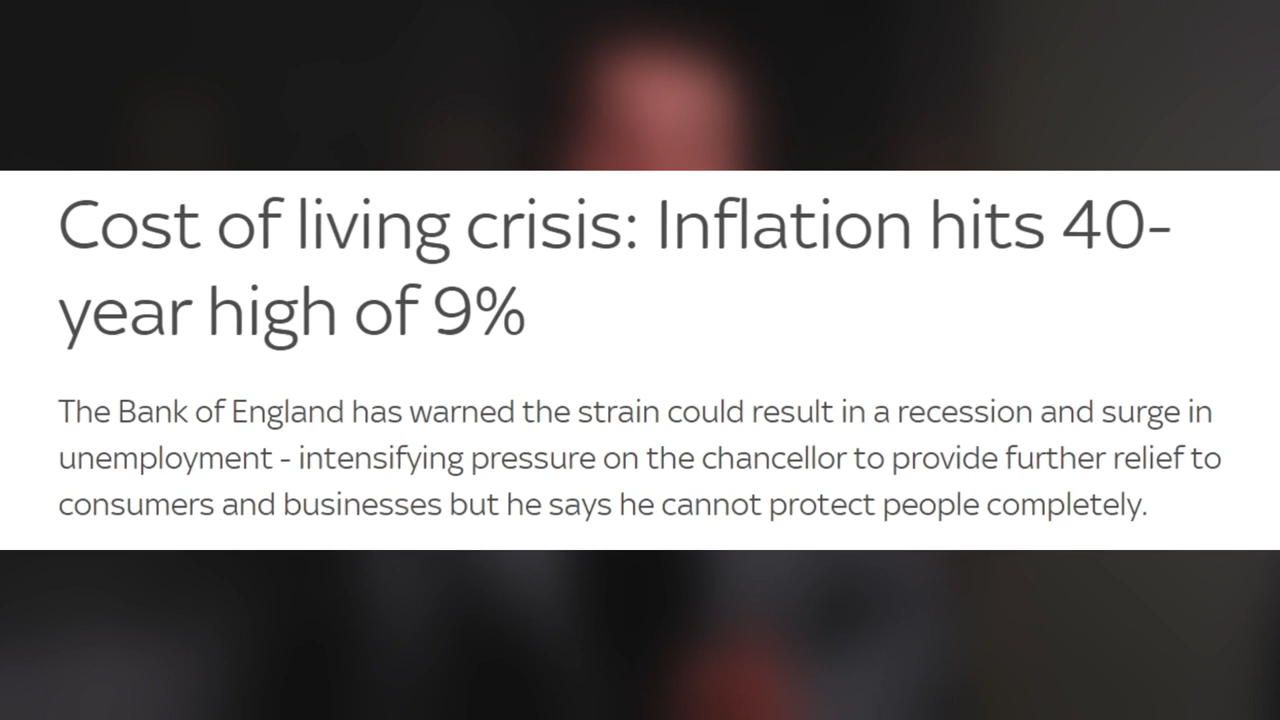 Cost of living crisis: Inflation hits 40-
year high of 9%
The Bank of England has warned the strain could result in a recession and surge in
unemployment - intensifying pressure on the chancellor to provide further relief to
consumers and businesses but he says he cannot protect people completely.